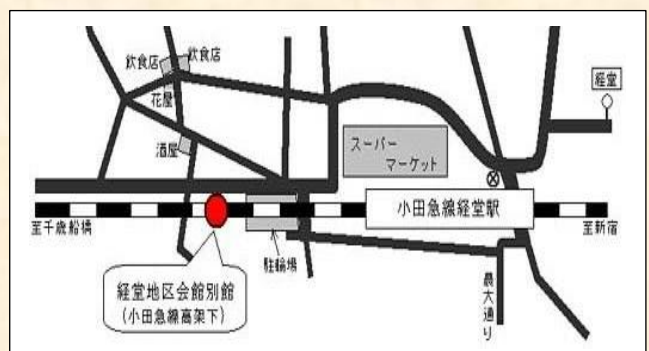 飲食店
飲食店
花屋
酒屋
経堂
スーパー
マーケット
小田急線経堂駅
至千歳船橋
至新宿
駐輪場
農大通り
経堂地区会館別館
(小田急線高架下)